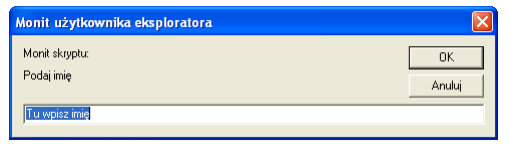 Monit użytkownika eksploratora
Monit skryptu:
OK
Podaj imię
Anuluj
Tu wpisz imię